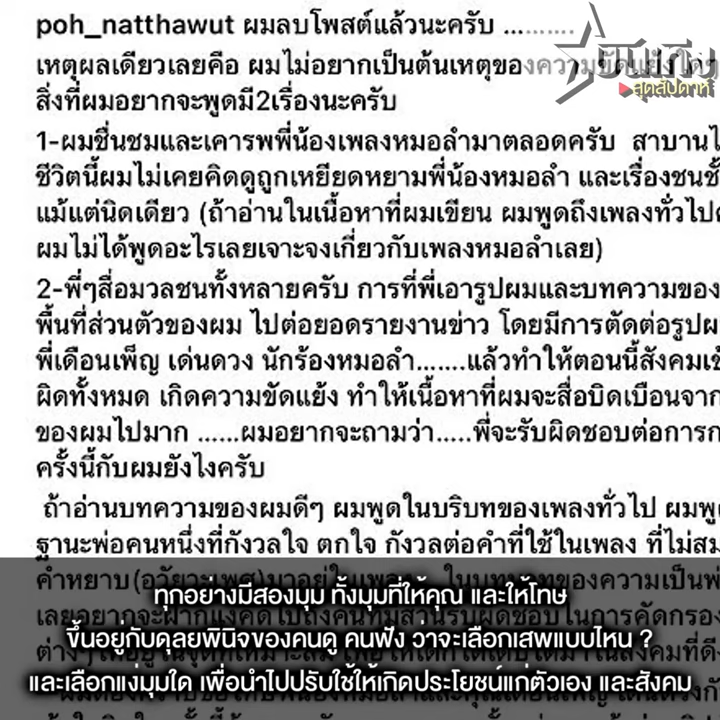 poh_natthawut ผมลบโพสต์แล้วนะครับ ..........
บันเทิง
สุดสัปดาห์
เหตุผลเดียวเลยคือ ผมไม่อยากเป็นต้นเหตุของความขัดแย้งใดๆ
สิ่งที่ผมอยากจะพูดมี2เรื่องนะครับ
1-ผมชื่นชมและเคารพพี่น้องเพลงหมอลำมาตลอดครับ สาบานไ
ชีวิตนี้ผมไม่เคยคิดดูถูกเหยียดหยามพี่น้องหมอลำ และเรื่องชนชั้
แม้แต่นิดเดียว (ถ้าอ่านในเนื้อหาที่ผมเขียน ผมพูดถึงเพลงทั่วไป
ผมไม่ได้พูดอะไรเลยเจาะจงเกี่ยวกับเพลงหมอลำเลย)
2-พี่ๆสื่อมวลชนทั้งหลายครับ การที่พี่เอารูปผมและบทความของ
พื้นที่ส่วนตัวของผม ไปต่อยอดรายงานข่าว โดยมีการตัดต่อรูปผ
พี่เดือนเพ็ญ เด่นดวง นักร้องหมอลำ.......แล้วทำให้ตอนนี้สังคมเข้
ผิดทั้งหมด เกิดความขัดแย้ง ทำให้เนื้อหาที่ผมจะสื่อบิดเบือนจาก
ของผมไปมาก ......ผมอยากจะถามว่า.....พี่จะรับผิดชอบต่อการก
ครั้งนี้กับผมยังไงครับ
ถ้าอ่านบทความของผมดีๆ ผมพูดในบริบทของเพลงทั่วไป ผมพู
ฐานะพ่อคนหนึ่งที่กังวลใจ ตกใจ กังวลต่อคำที่ใช้ในเพลง ที่ไม่สม
ทุกอย่างมีสองมุม ทั้งมุมที่ให้คุณ และให้โทษ
ขึ้นอยู่กับดุลยพินิจของคนดู คนฟัง ว่าจะเลือกเสพแบบไหน ?
และเลือกแง่มุมใด เพื่อนำไปปรับใช้ให้เกิดประโยชน์แก่ตัวเอง และสังคม